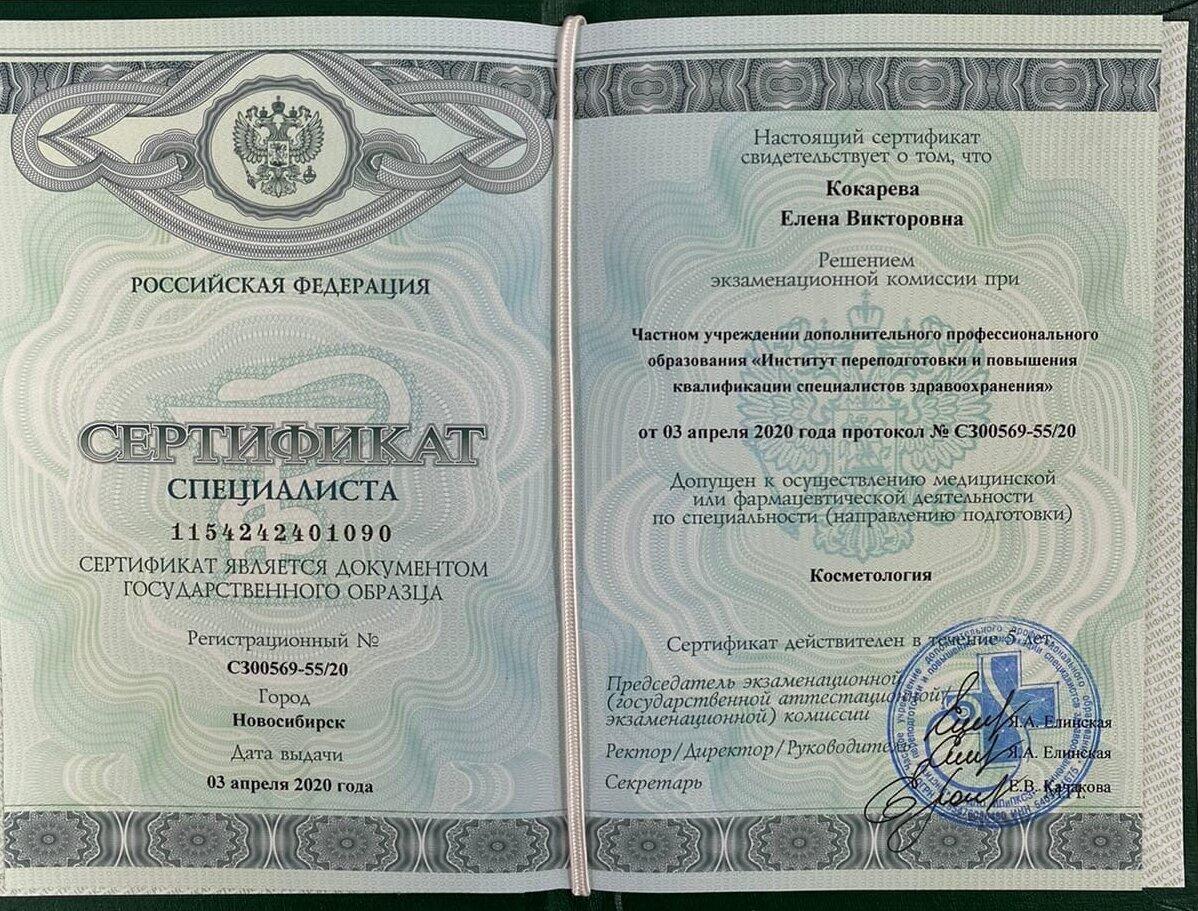 РОССИЙСКАЯ ФЕДЕРАЦИЯ
СЕРТИФИКАТ
СПЕЦИАЛИСТА
1154242401090
СЕРТИФИКАТ ЯВЛЯЕТСЯ ДОКУМЕНТОМ
ГОСУДАРСТВЕННОГО ОБРАЗЦА
Регистрационный №
СЗ00569-55/20
Город
Новосибирск
Дата выдачи
03 апреля 2020 года
Настоящий сертификат
свидетельствует о том, что
Кокарева
Елена Викторовна
Решением
экзаменационной комиссии при
Частном учреждении дополнительного профессионального
образования «Институт переподготовки и повышения
квалификации специалистов здравоохранения»
от 03 апреля 2020 года протокол № СЗ00569-55/20
Допущен к осуществлению медицинской
или фармацевтической деятельности
по специальности (направлению подготовки)
Косметология
Сертификат действителен в течение 5 лет.
Председатель экзаменационной
(государственной аттестационной/
экзаменационной) комиссии
Я.А. Елинская
Ректор/Директор/Руководитель
Я.А. Елинская
Секретарь
Е.В. Качакова
М.П.